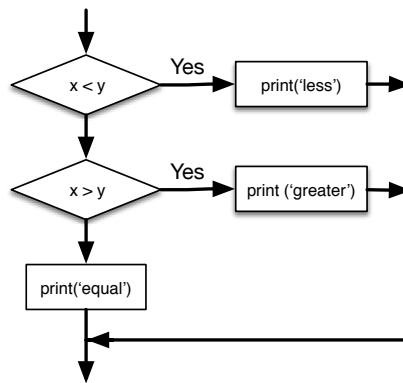 Yes
x < y
print(‘less’)
Yes
x > y
print (‘greater’)
print(‘equal’)